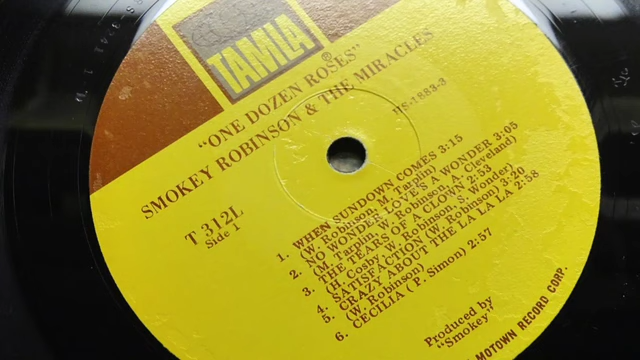 TAMLA
®
"ONE DOZEN ROSES"
SMOKEY ROBINSON & THE MIRACLES
HS-1883-3
T 312L
Side 1
1. WHEN SUNDOWN COMES 3:15
(W. Robinson, M. Tarplin)
2. NO WONDER LOVE'S A WONDER 3:05
(M. Tarplin, W. Robinson, A. Cleveland)
3. THE TEARS OF A CLOWN 2:53
(H. Cosby, W. Robinson, S. Wonder)
4. SATISFACTION (W. Robinson) 3:20
5. CRAZY ABOUT THE LA LA LA 2:58
(W. Robinson)
6. CECILIA ( P. Simon) 2:57
Produced by
"Smokey"
MOTOWN RECORD CORP.